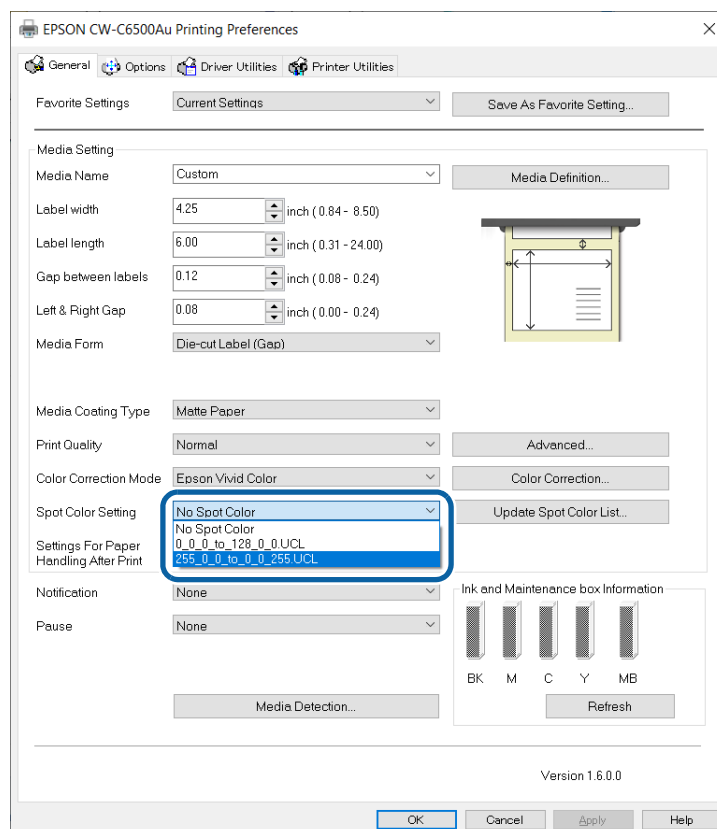 EPSON CW-C6500Au Printing Preferences
General Options Driver Utilities Printer Utilities
Favorite Settings Current Settings Save As Favorite Setting...
Media Setting
Media Name Custom Media Definition...
Label width 4.25 inch ( 0.84 - 8.50)
Label length 6.00 inch ( 0.31 - 24.00)
Gap between labels 0.12 inch ( 0.08 - 0.24)
Left & Right Gap 0.08 inch ( 0.00 - 0.24)
Media Form Die-cut Label (Gap)
Media Coating Type Matte Paper
Print Quality Normal Advanced...
Color Correction Mode Epson Vivid Color Color Correction...
Spot Color Setting No Spot Color Update Spot Color List...
No Spot Color
0_0_0_to_128_0_0.UCL
255_0_0_to_0_0_255.UCL
Settings For Paper
Handling After Print
Notification None Ink and Maintenance box Information
Pause None
BK M C Y MB
Media Detection... Refresh
Version 1.6.0.0
OK Cancel Apply Help